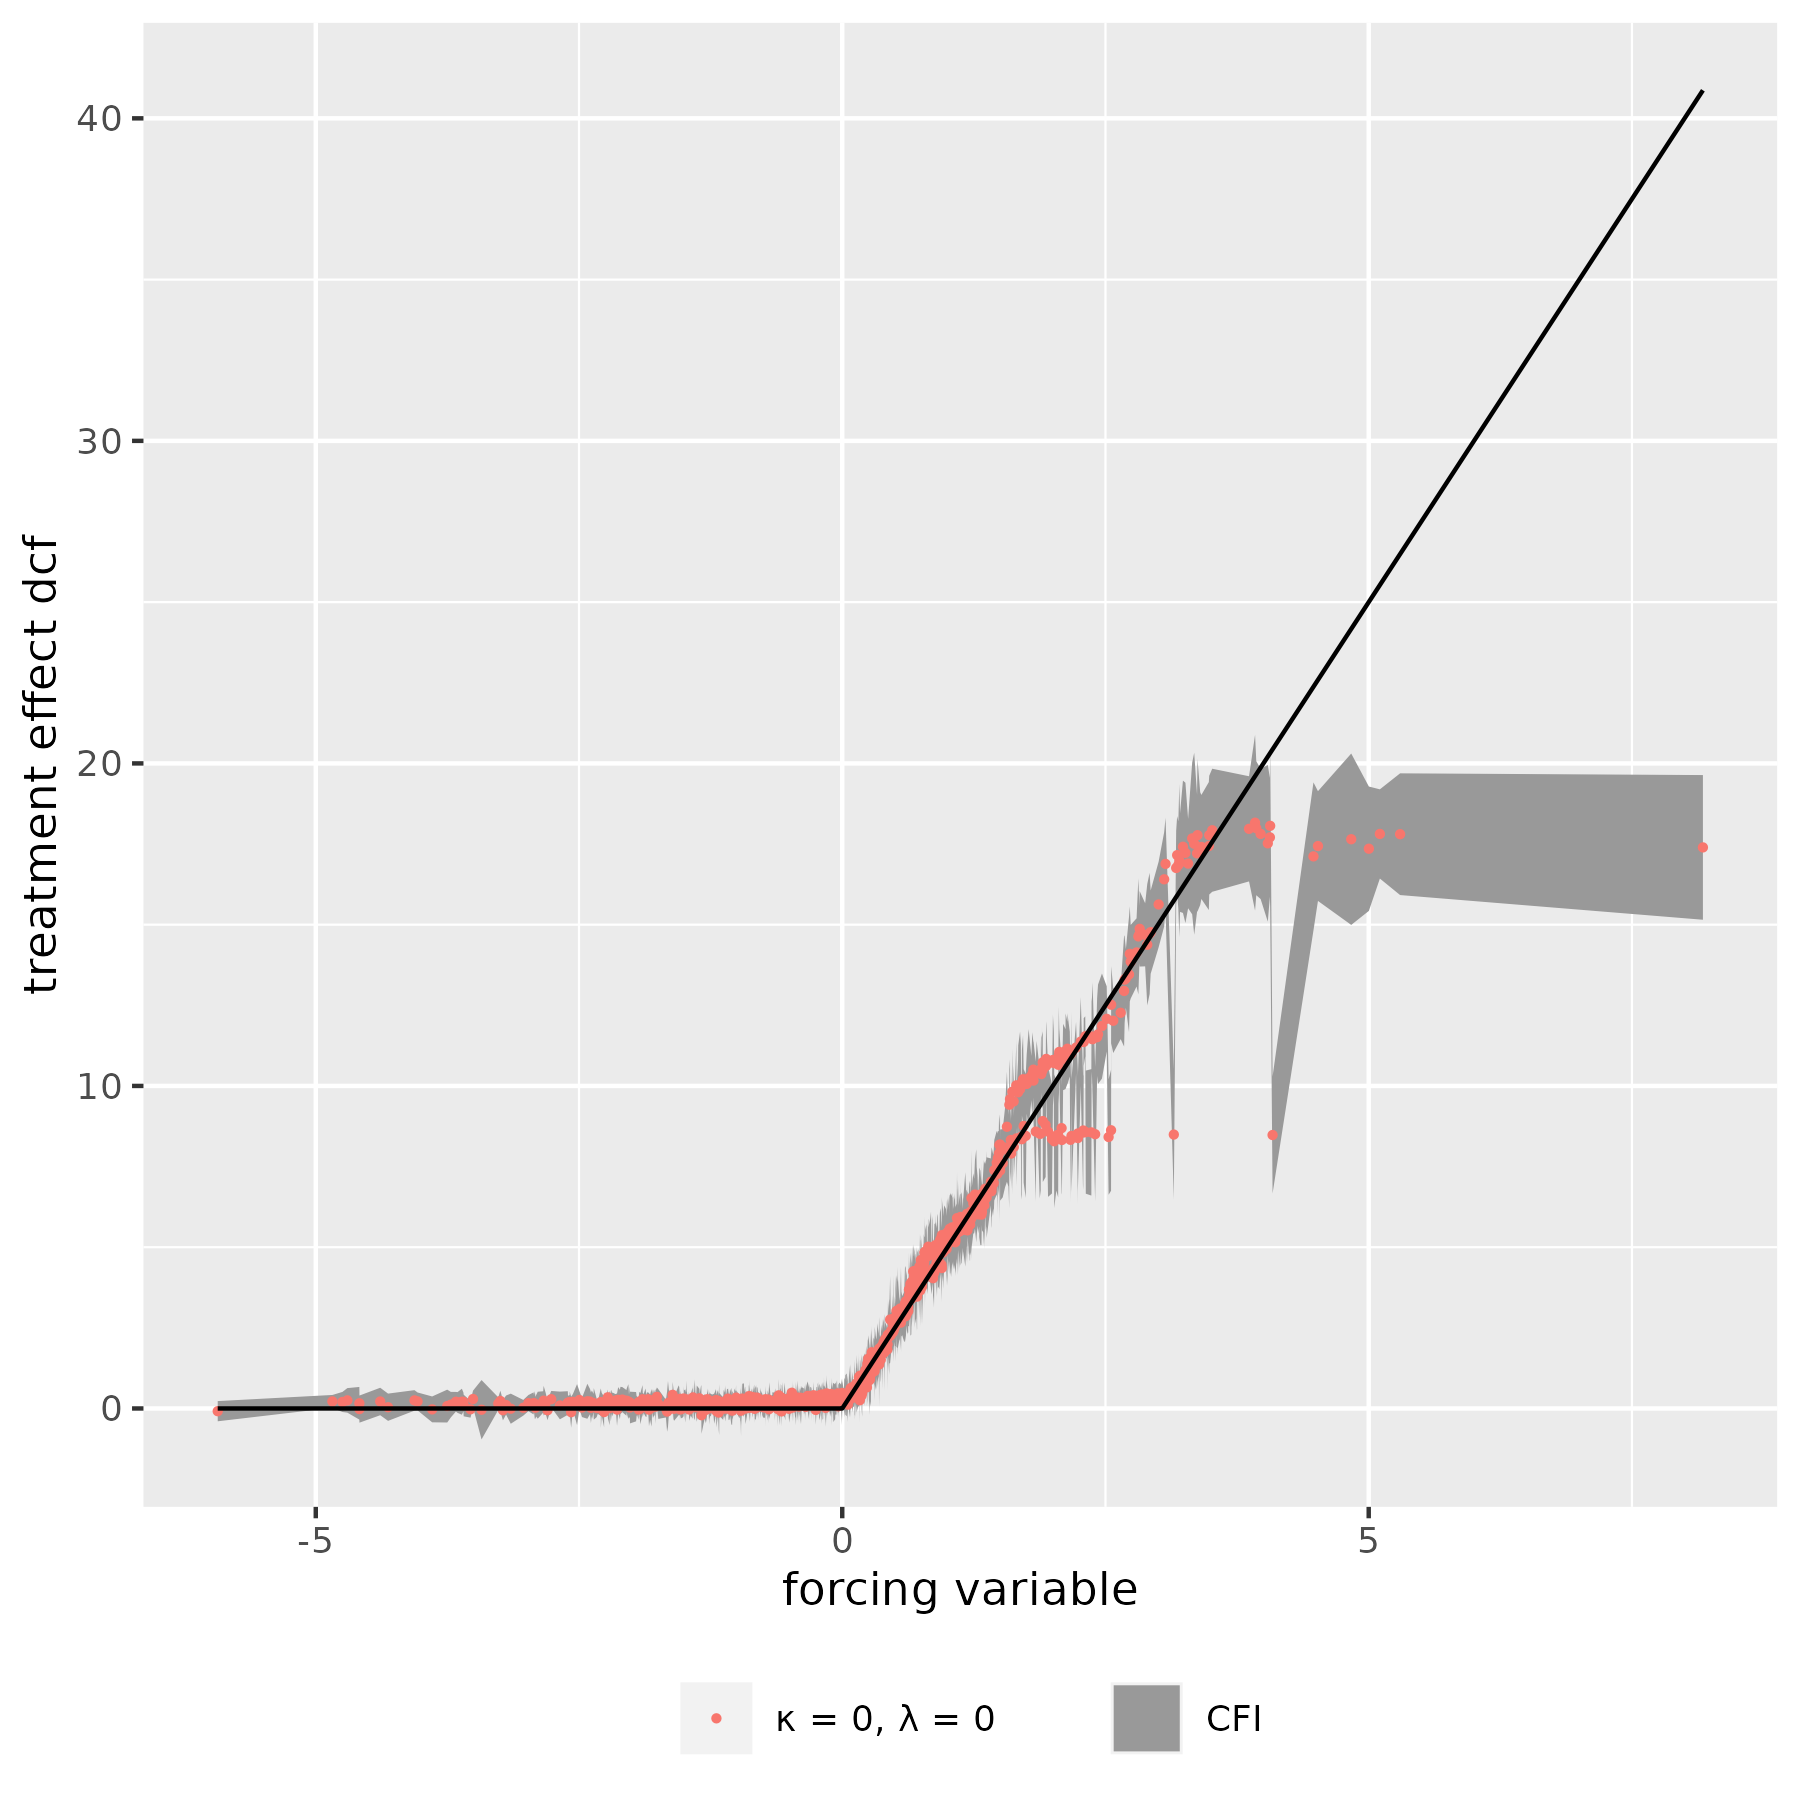 treatment effect dcf
40
30
20
10
0
-5
0
5
forcing variable
κ = 0, λ = 0
CFI